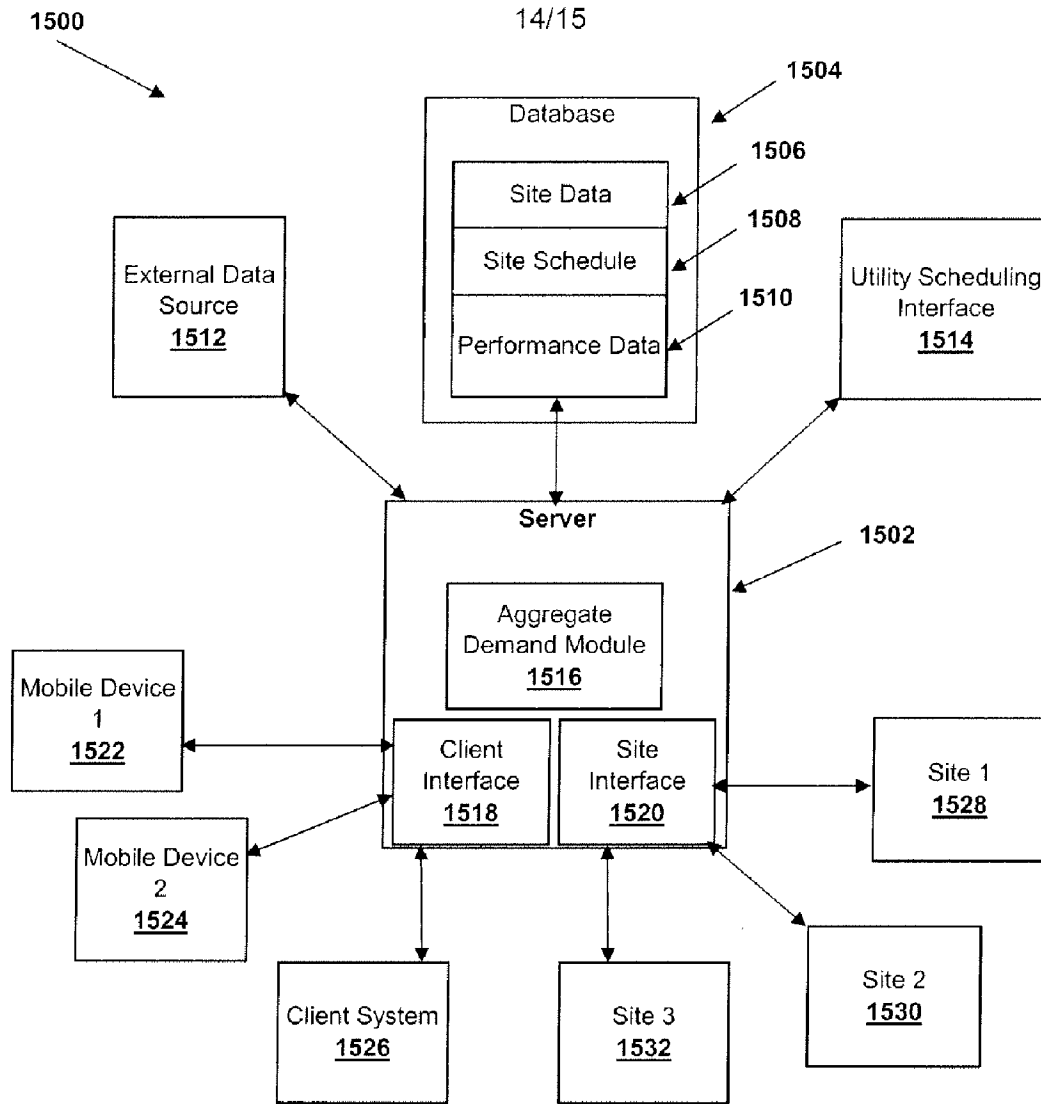 14/15
1500
1504
Database
1506
Site Data
1508
Site Schedule
1510
Performance Data
External Data
Source
1512
Utility Scheduling
Interface
1514
Server
1502
Aggregate
Demand Module
1516
Mobile Device
1
1522
Client
Interface
1518
Site
Interface
1520
Site 1
1528
Mobile Device
2
1524
Client System
1526
Site 3
1532
Site 2
1530